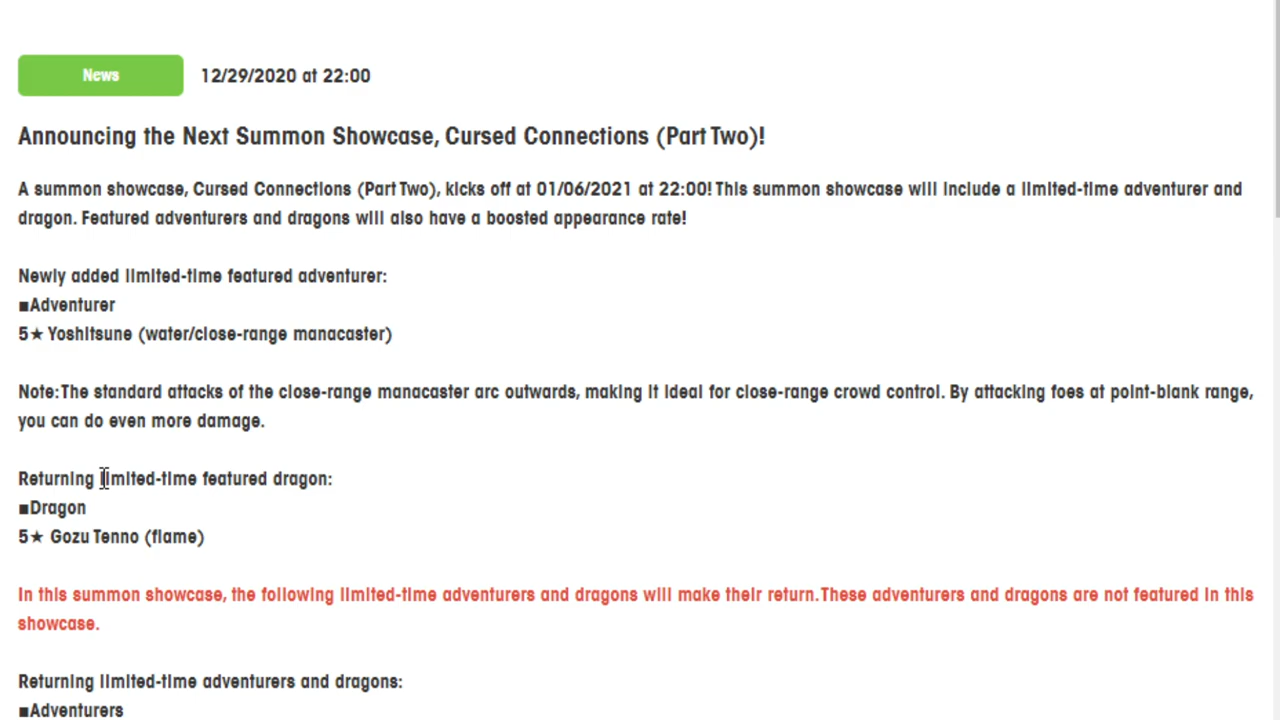 News
12/29/2020 at 22:00
Announcing the Next Summon Showcase, Cursed Connections (Part Two)!
A summon showcase, Cursed Connections (Part Two), kicks off at 01/06/2021 at 22:00! This summon showcase will include a limited-time adventurer and
dragon. Featured adventurers and dragons will also have a boosted appearance rate!
Newly added limited-time featured adventurer:
■Adventurer
5★ Yoshitsune (water/close-range manacaster)
Note: The standard attacks of the close-range manacaster arc outwards, making it ideal for close-range crowd control. By attacking foes at point-blank range,
you can do even more damage.
Returning limited-time featured dragon:
■Dragon
5★ Gozu Tenno (flame)
In this summon showcase, the following limited-time adventurers and dragons will make their return. These adventurers and dragons are not featured in this
showcase.
Returning limited-time adventurers and dragons:
■Adventurers